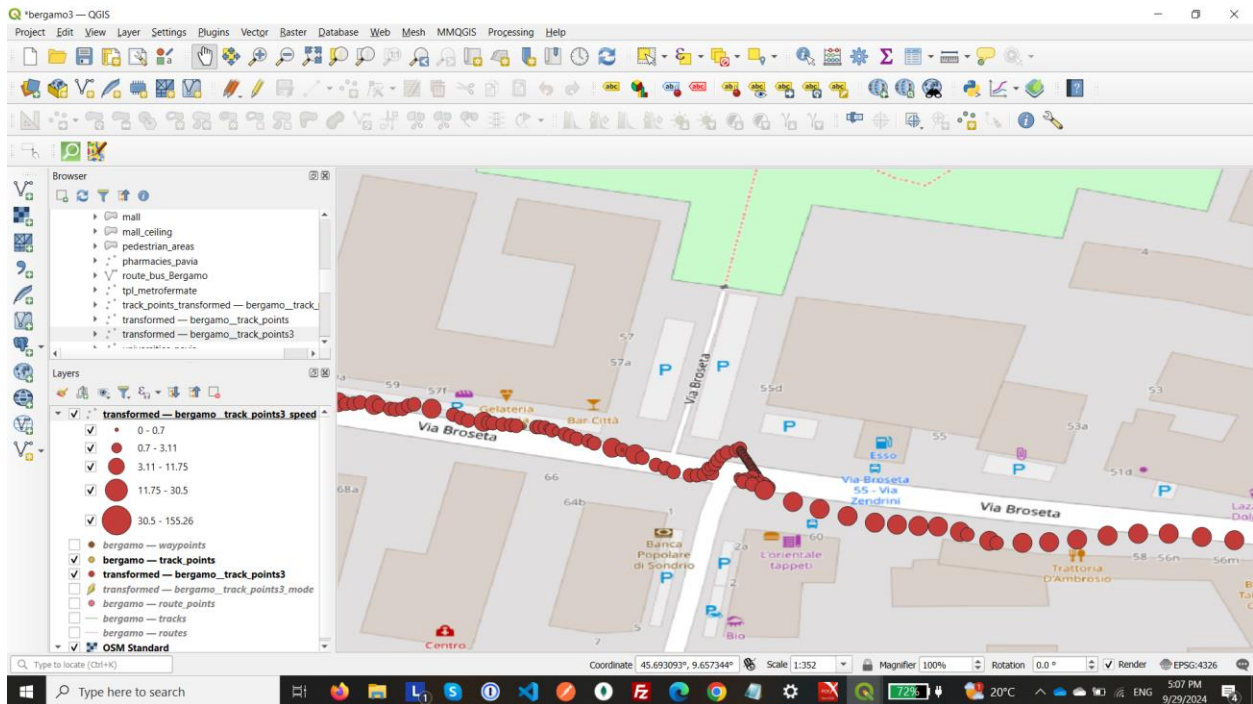 *bergamo3 — QGIS
Project Edit View Layer Settings Plugins Vector Raster Database Web Mesh MMQGIS Processing Help
Browser
mall
mall_ceiling
pedestrian_areas
pharmacies_pavia
route_bus_Bergamo
tpl_metrofermate
track_points_transformed — bergamo__track_
transformed — bergamo__track_points
transformed — bergamo__track_points3
Layers
transformed — bergamo__track_points3_speed
0 - 0.7
0.7 - 3.11
3.11 - 11.75
11.75 - 30.5
30.5 - 155.26
bergamo — waypoints
bergamo — track_points
transformed — bergamo__track_points3
transformed — bergamo__track_points3_mode
bergamo — route_points
bergamo — tracks
bergamo — routes
OSM Standard
4
57
57a
P
P
Via Broseta
55d
53
53a
59
57f
P
Gelateria
Bar Città
P
55
Esso
P
51d
P
Via Broseta
66
Via Broseta
55 - Via
Zendrini
Via Broseta
68a
64b
1
60
Banca
Popolare
di Sondrio
P
2a
P
2
L'orientale
tappeti
Trattoria
D'Ambrosio
58
56n
56m
P
Bio
5
7
Centro
Type to locate (Ctrl+K)
Coordinate 45.693093°, 9.657344° Scale 1:352 Magnifier 100% Rotation 0.0 ° Render EPSG:4326
Type here to search
72%
20°C
ENG
5:07 PM
9/29/2024